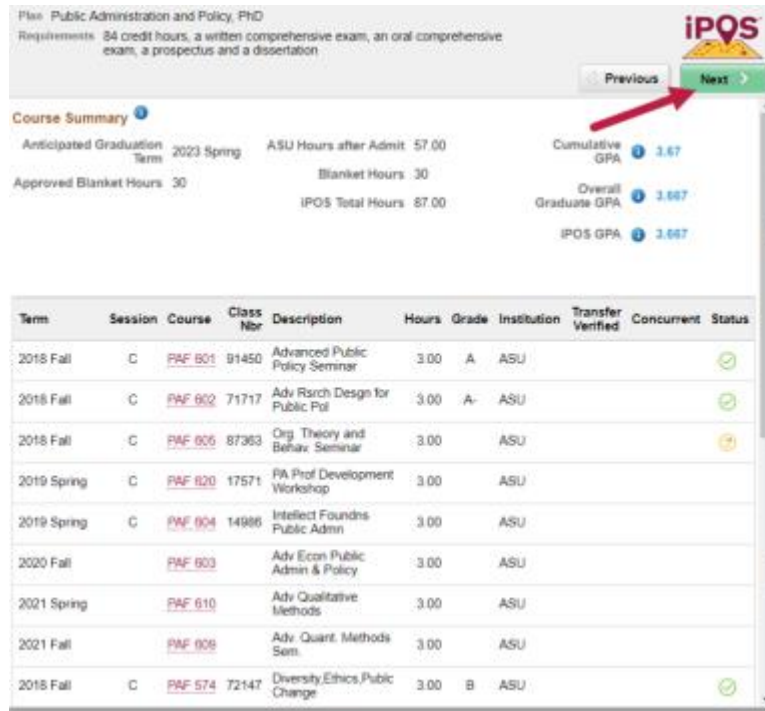 Plan Public Administration and Policy, PhD
Requirements 84 credit hours, a written comprehensive exam, an oral comprehensive
exam, a prospectus and a dissertation
iPOS
Previous
Next
Course Summary
Anticipated Graduation Term 2023 Spring
ASU Hours after Admit 57.00
Cumulative GPA 3.67
Approved Blanket Hours 30
Blanket Hours 30
Overall Graduate GPA 3.667
iPOS Total Hours 87.00
iPOS GPA 3.667
Term Session Course Class Nbr Description Hours Grade Institution Transfer Verified Concurrent Status
2018 Fall C PAF 601 91450 Advanced Public Policy Seminar 3.00 A ASU
2018 Fall C PAF 602 71717 Adv Rsrch Desgn for Public Pol 3.00 A- ASU
2018 Fall C PAF 605 87363 Org. Theory and Behav. Seminar 3.00 ASU
2019 Spring C PAF 620 17571 PA Prof Development Workshop 3.00 ASU
2019 Spring C PAF 604 14986 Intellect Foundns Public Admn 3.00 ASU
2020 Fall PAF 603 Adv Econ Public Admin & Policy 3.00 ASU
2021 Spring PAF 610 Adv Qualitative Methods 3.00 ASU
2021 Fall PAF 609 Adv. Quant. Methods Sem. 3.00 ASU
2018 Fall C PAF 574 72147 Diversity,Ethics,Public Change 3.00 B ASU